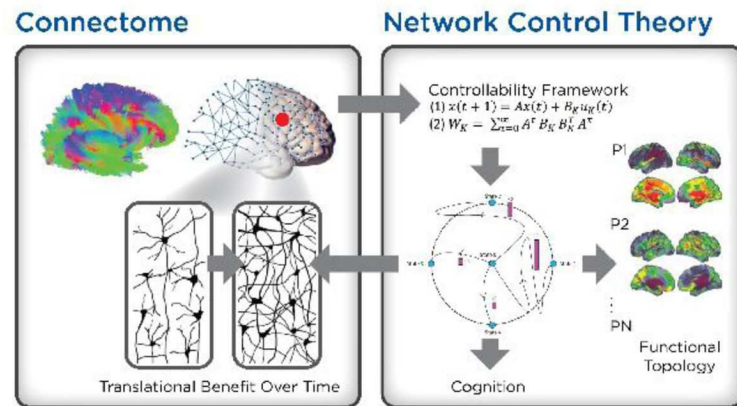 Connectome
Network Control Theory
Controllability Framework
(1) x(t + 1) = Ax(t) + B_K u_K(t)
(2) W_K = ∑_{τ=0}^{∞} A^τ B_K B_K^T A^τ
P1
P2
⋮
PN
Functional
Topology
Translational Benefit Over Time
Cognition